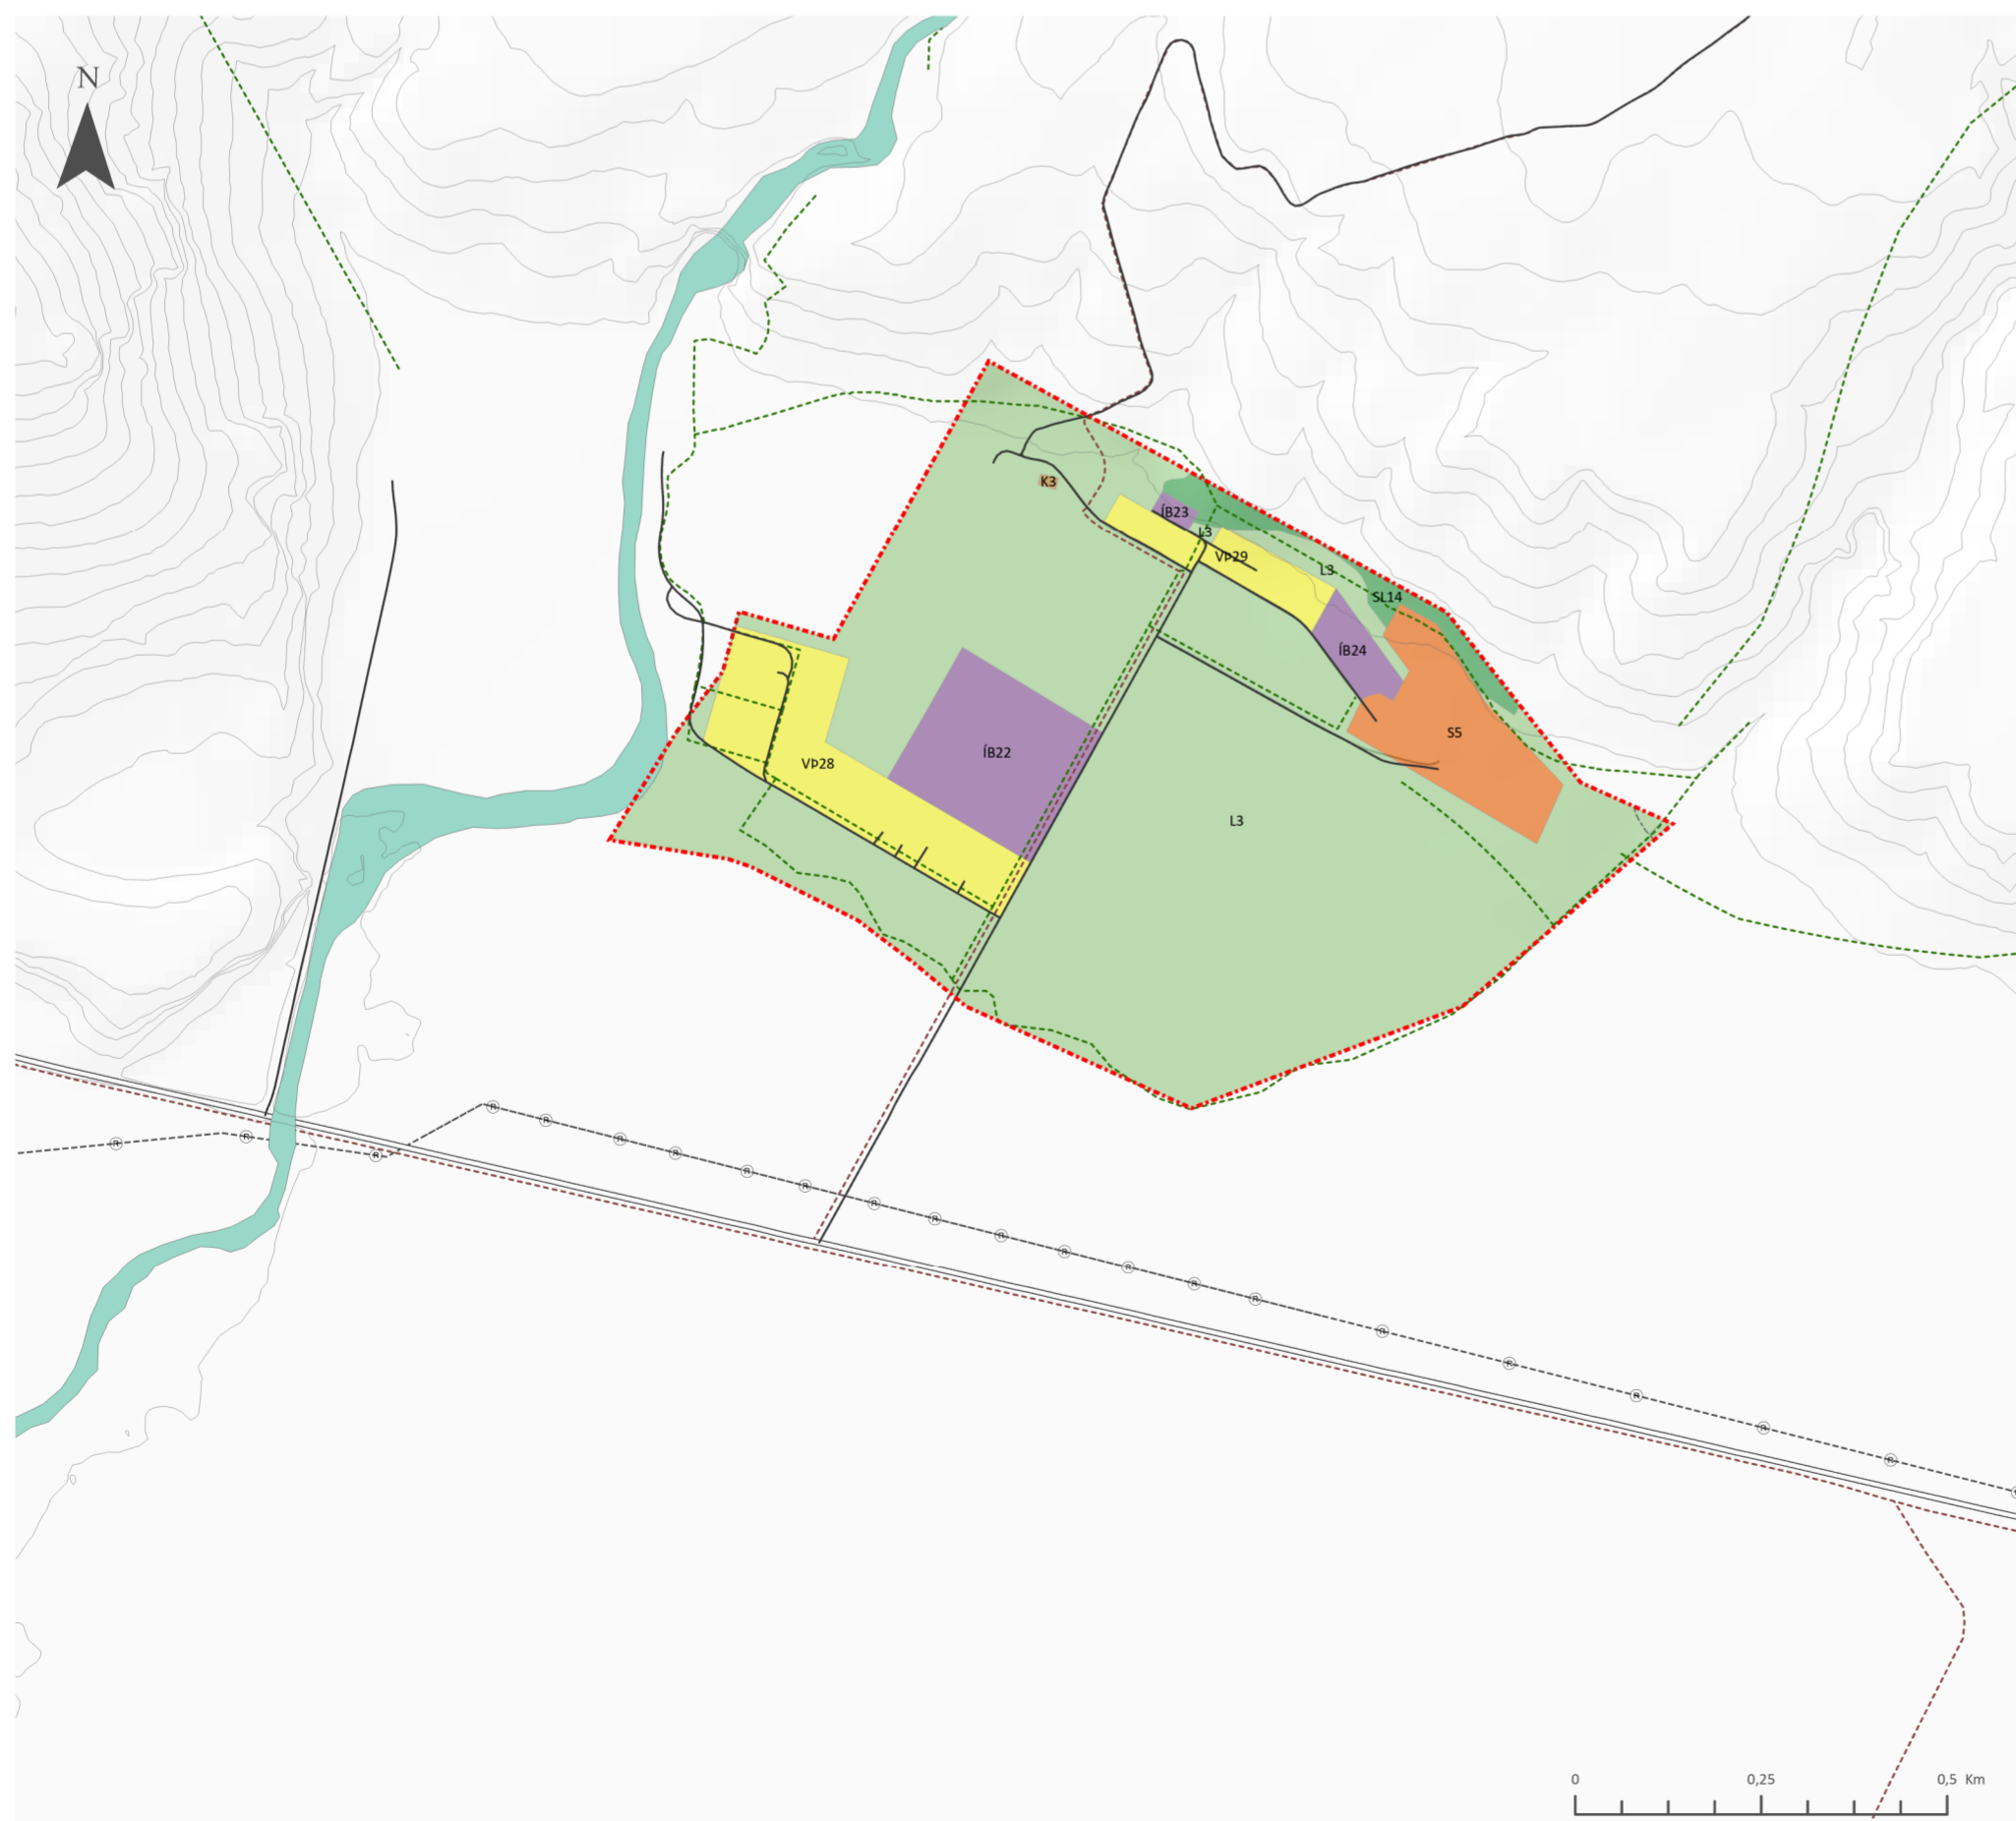 N
K3
ÍB23
L3
VÞ29
L3
SL14
ÍB24
S5
ÍB22
VÞ28
L3
R R R R R R R R R R R R R R R R R R R R R
0 0,25 0,5 Km